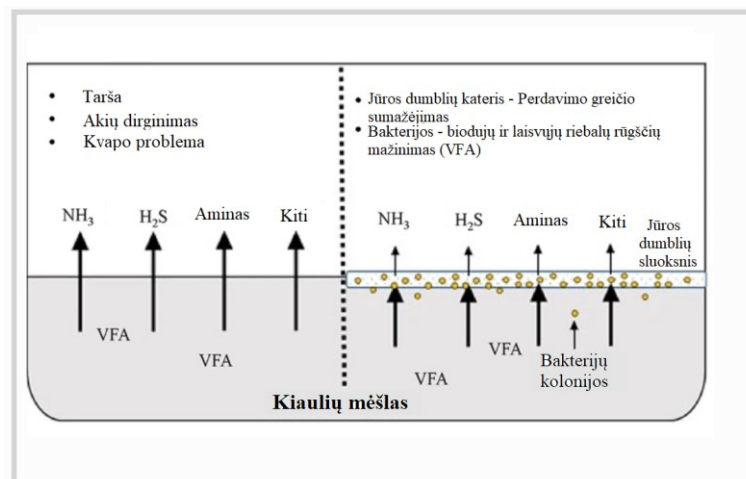 • Tarša
• Akių dirginimas
• Kvapo problema
• Jūros dumblių kateris - Perdavimo greičio
sumažėjimas
• Bakterijos - biodujų ir laisvųjų riebalų rūgščių
mažinimas (VFA)
NH₃ H₂S Aminas Kiti
NH₃ H₂S Aminas Kiti
Jūros
dumblių
sluoksnis
VFA
VFA
VFA
VFA
Bakterijų
kolonijos
Kiaulių mėšlas